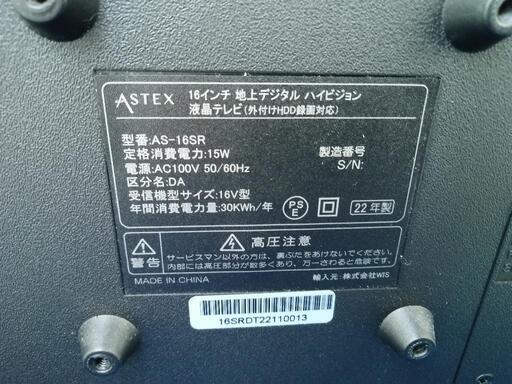 ASTEX
16インチ 地上デジタル ハイビジョン
液晶テレビ(外付けHDD録画対応)
型番:AS-16SR
定格消費電力:15W
電源:AC100V 50/60Hz
区分名:DA
受信機型サイズ:16V型
年間消費電力量:30KWh/年
製造番号
S/N:
PSE
22年製
警告
高圧注意
サービスマン以外の方は、裏ぶたをあけないでください。
内部には高圧部分が数多くあり、万一さわると危険です。
MADE IN CHINA
輸入元:株式会社WIS
16SRDT22110013